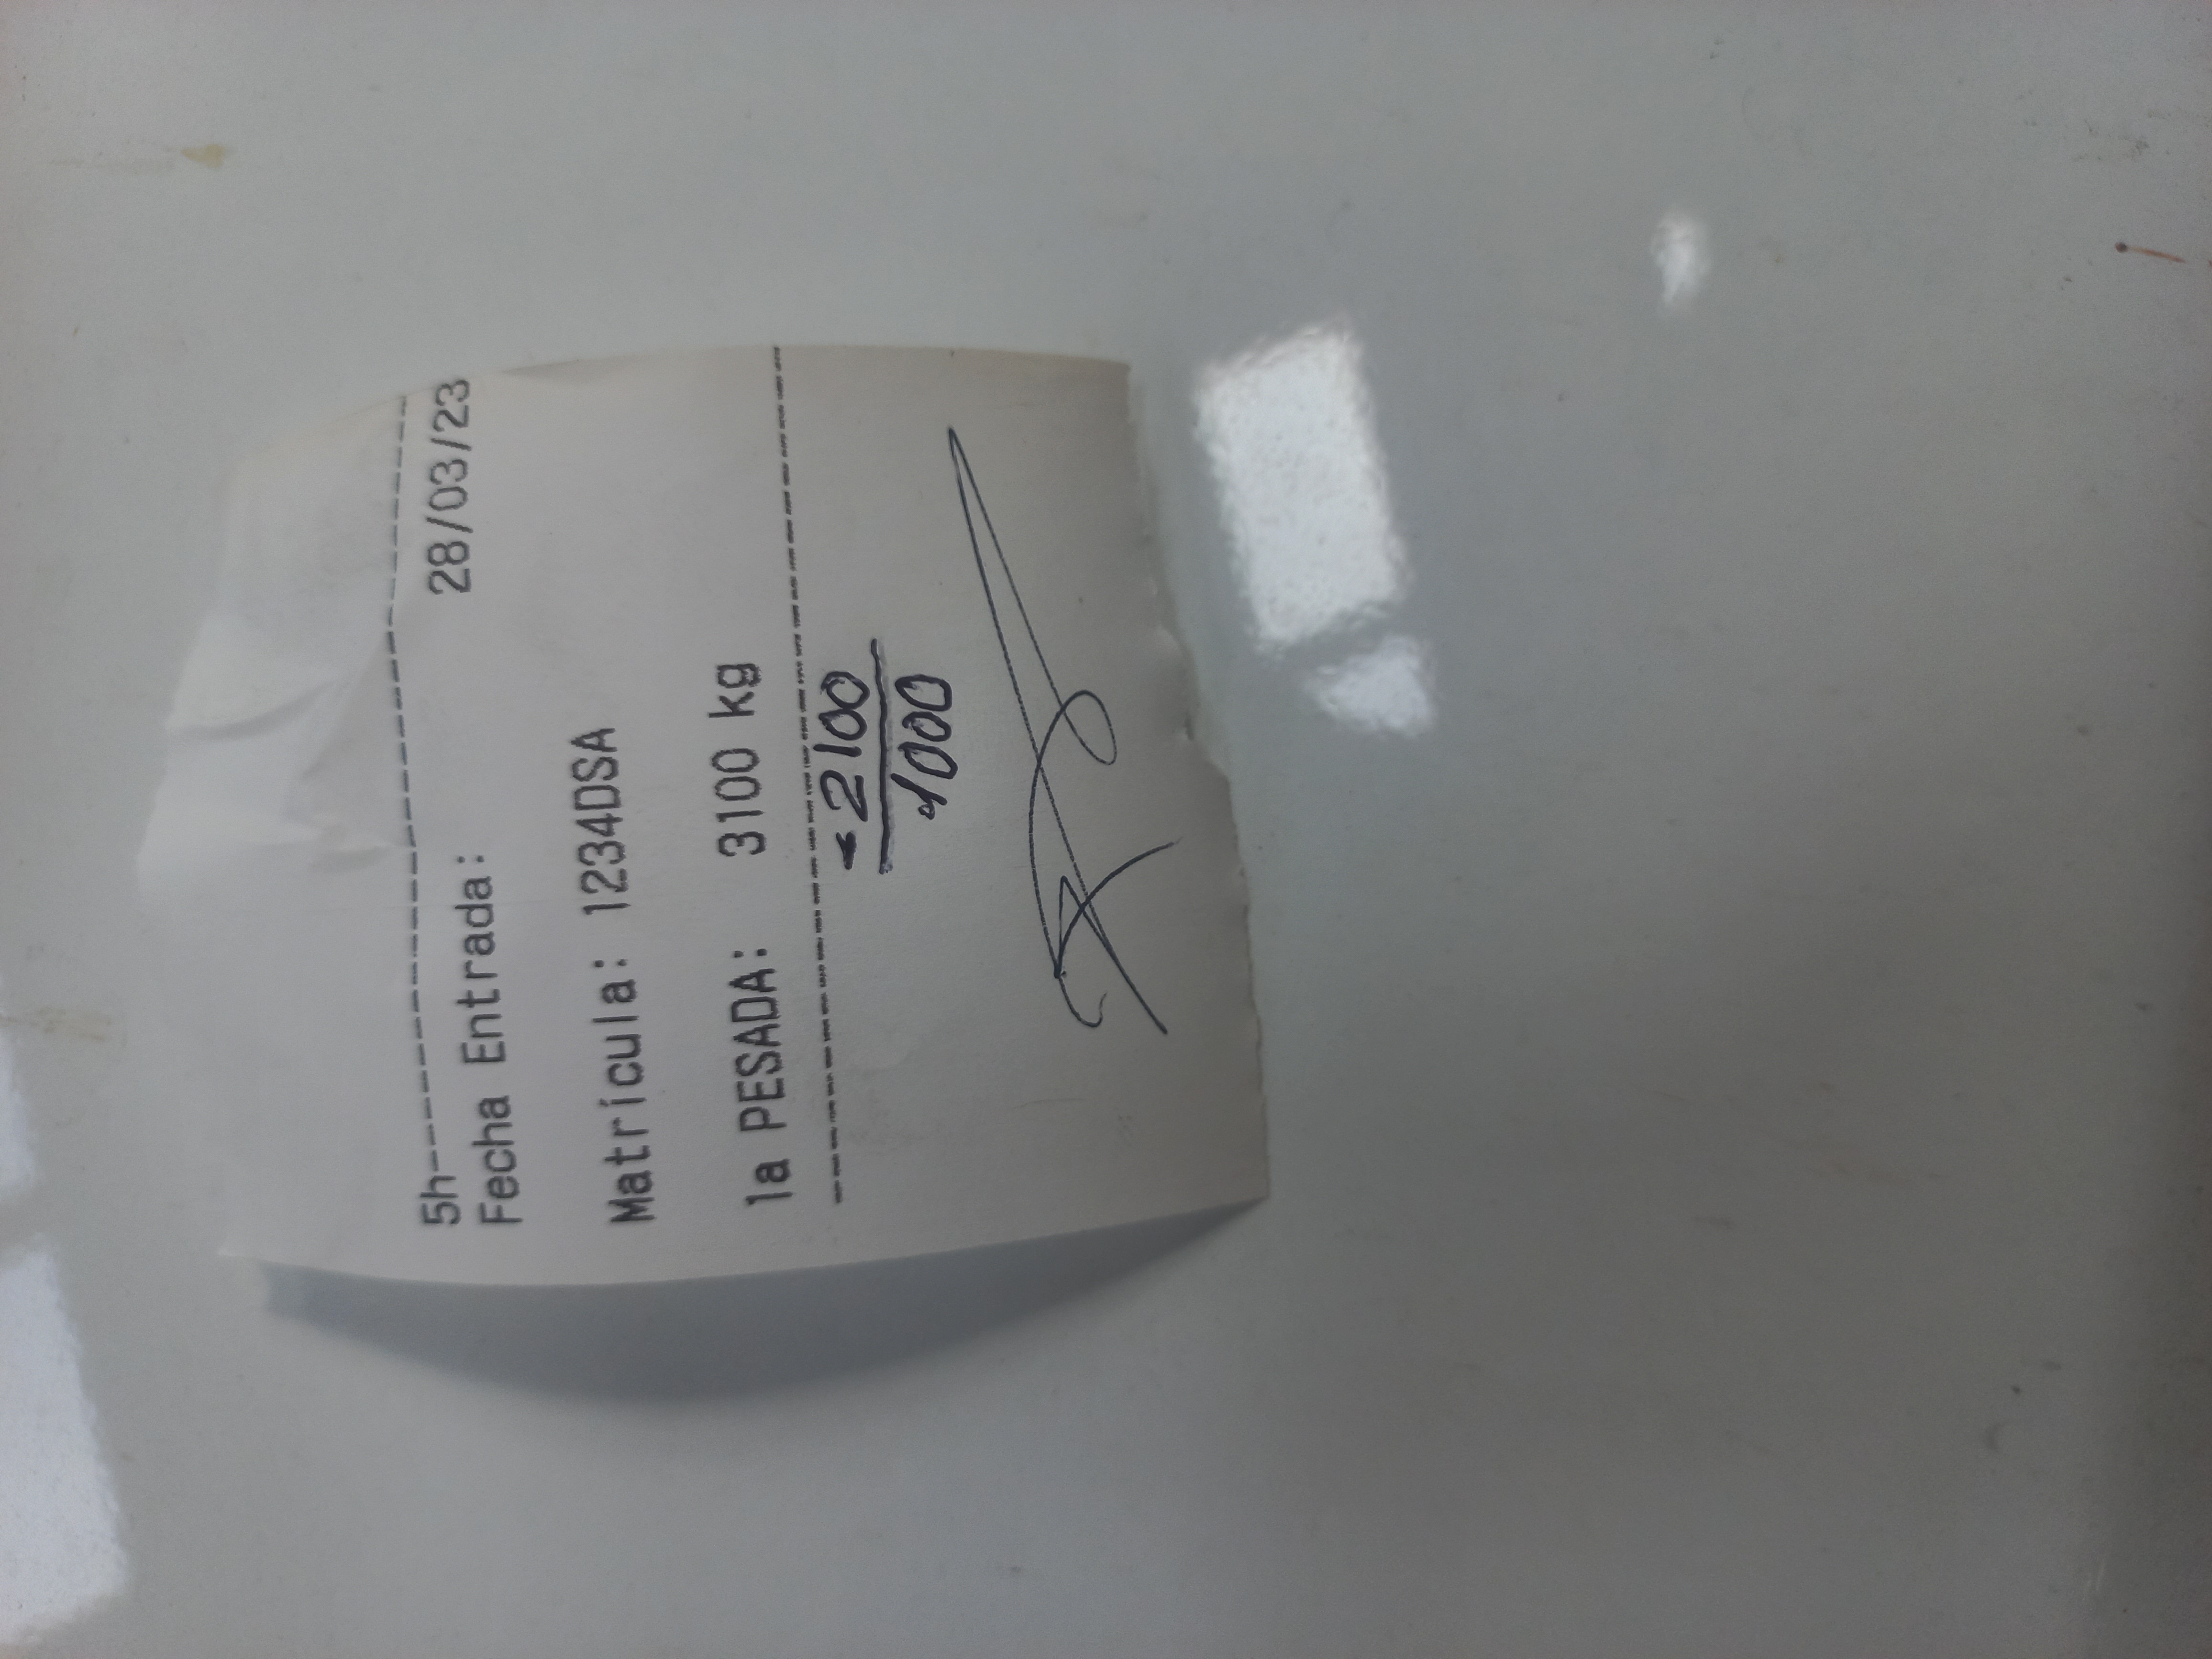 5h------------------------
Fecha Entrada: 28/03/23
Matrícula: 1234DSA
1a PESADA: 3100 kg
--------------------------
-2100
1000